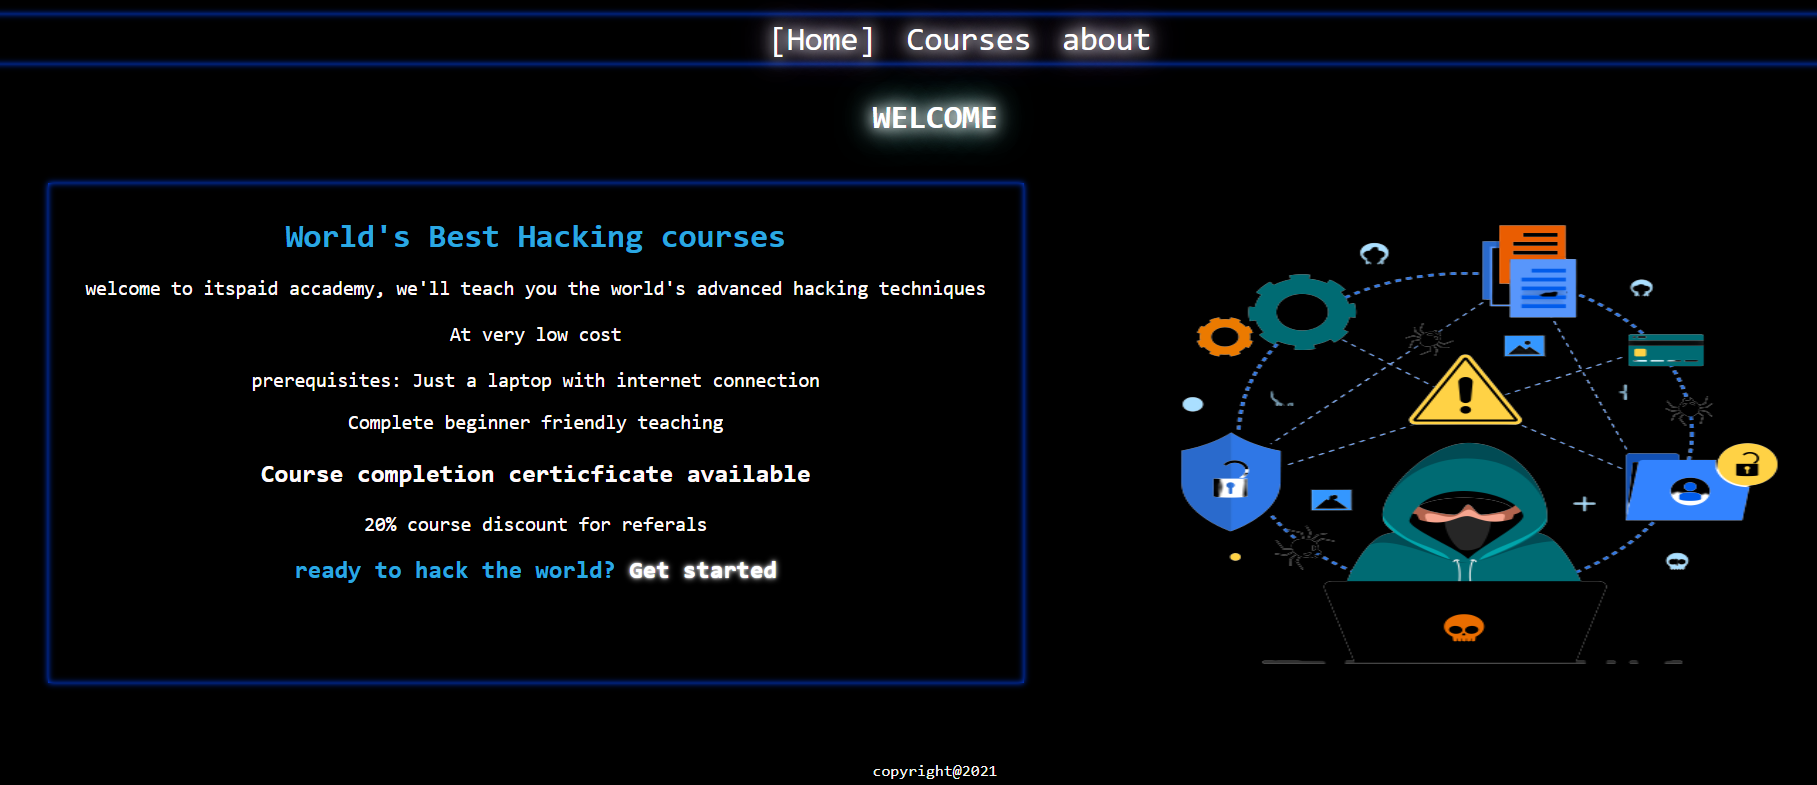 [Home] Courses about
WELCOME
World's Best Hacking courses
welcome to itspaid accademy, we'll teach you the world's advanced hacking techniques
At very low cost
prerequisites: Just a laptop with internet connection
Complete beginner friendly teaching
Course completion certicficate available
20% course discount for referals
ready to hack the world? Get started
copyright@2021